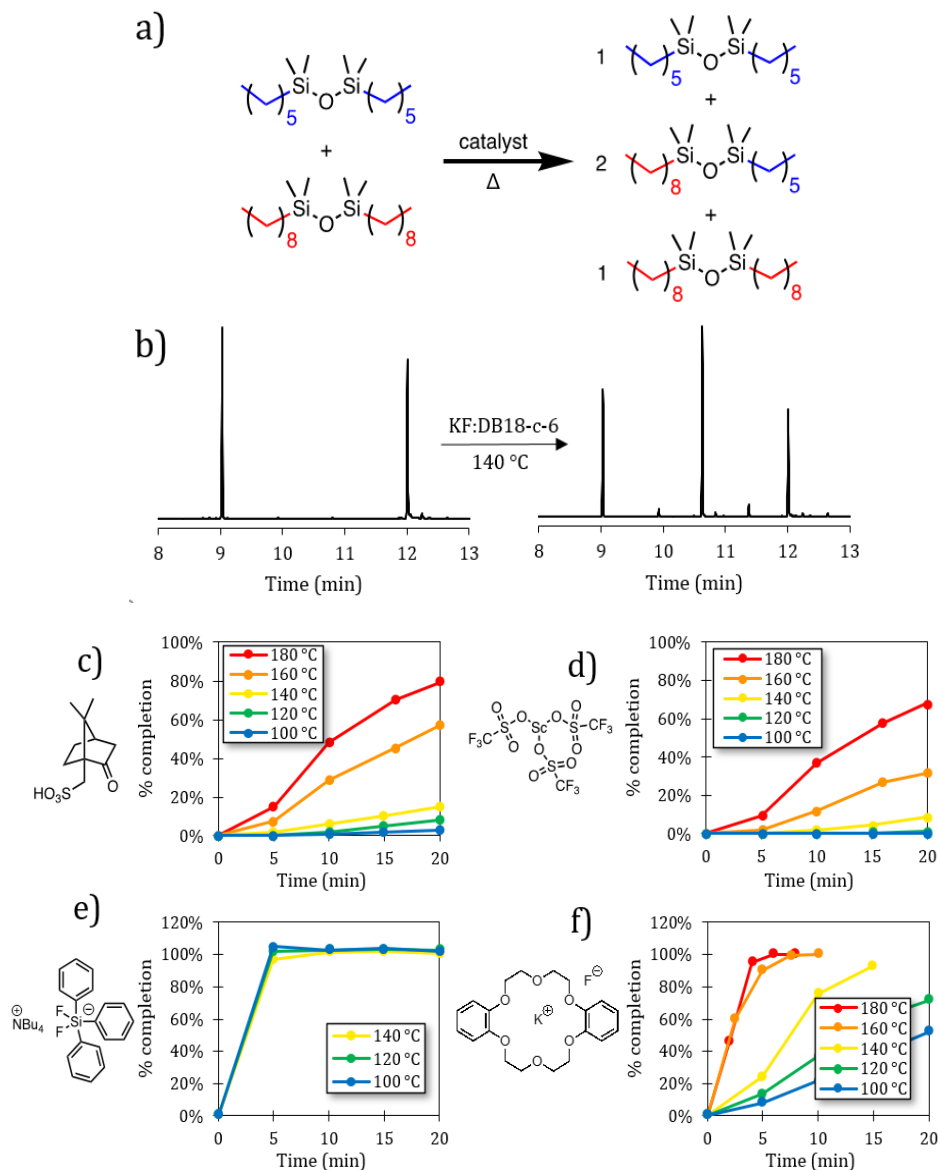 a)
Si O Si
( )5 ( )5
+
Si O Si
( )8 ( )8
catalyst
Δ
1 Si O Si
( )5 ( )5
+
2 Si O Si
( )8 ( )5
+
1 Si O Si
( )8 ( )8
b)
KF:DB18-c-6
140 °C
8 9 10 11 12 13
Time (min)
8 9 10 11 12 13
Time (min)
c)
HO3S
O
% completion
100%
80%
60%
40%
20%
0%
180 °C
160 °C
140 °C
120 °C
100 °C
0 5 10 15 20
Time (min)
d)
O O O
F3C S O Sc O S CF3
O O O
O S O
CF3
% completion
100%
80%
60%
40%
20%
0%
180 °C
160 °C
140 °C
120 °C
100 °C
0 5 10 15 20
Time (min)
e)
⊕
NBu4
F
Si ⊖
F
% completion
120%
100%
80%
60%
40%
20%
0%
140 °C
120 °C
100 °C
0 5 10 15 20
Time (min)
f)
O F⊖
O O
K⊕
O O
O
% completion
120%
100%
80%
60%
40%
20%
0%
180 °C
160 °C
140 °C
120 °C
100 °C
0 5 10 15 20
Time (min)